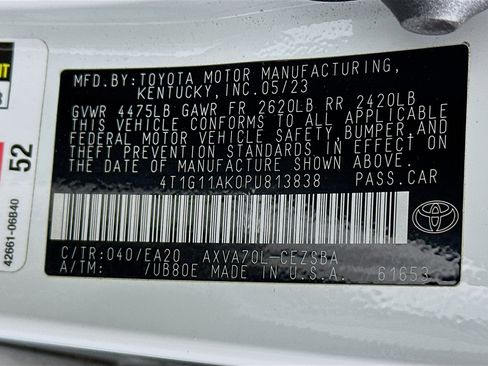 MFD.BY: TOYOTA MOTOR MANUFACTURING,
KENTUCKY, INC. 05/23
GVWR 4475LB GAWR FR 2620LB RR 2420LB
THIS VEHICLE CONFORMS TO ALL APPLICABLE
FEDERAL MOTOR VEHICLE SAFETY, BUMPER, AND
THEFT PREVENTION STANDARDS IN EFFECT ON
THE DATE OF MANUFACTURE SHOWN ABOVE.
4T1G11AK0PU813838 PASS.CAR
C/TR:040/EA20 AXVA70L-CEZSBA
A/TM: /UB80E MADE IN U.S.A. 61653
TOYOTA
52
42661-06B40